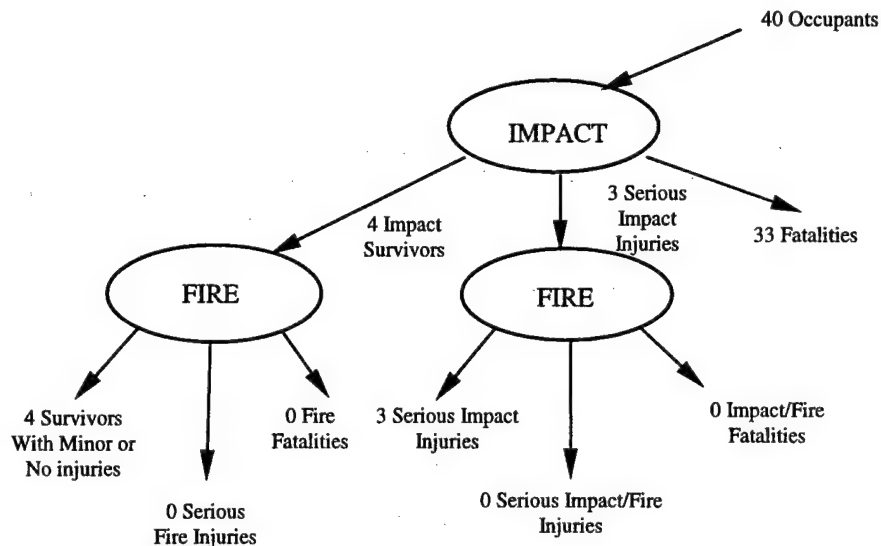 40 Occupants
IMPACT
4 Impact
Survivors
3 Serious
Impact
Injuries
33 Fatalities
FIRE
FIRE
4 Survivors
With Minor or
No injuries
0 Serious
Fire Injuries
0 Fire
Fatalities
3 Serious Impact
Injuries
0 Serious Impact/Fire
Injuries
0 Impact/Fire
Fatalities